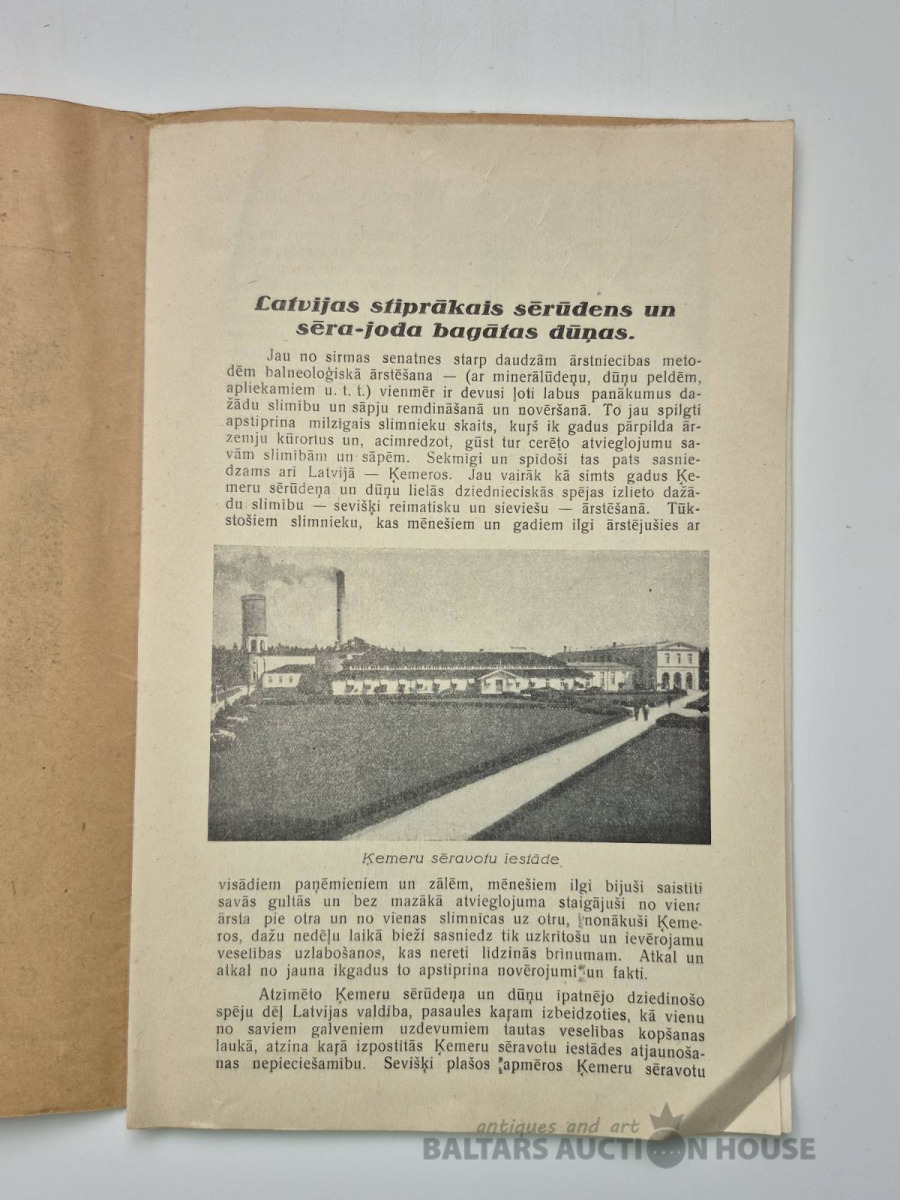 Latvijas stiprākais sērūdens un
sēra-joda bagātas dūņas.
Jau no sirmas senatnes starp daudzām ārstniecības meto-
dēm balneoloģiskā ārstēšana — (ar minerālūdeņu, dūņu peldēm,
apliekamiem u. t. t.) vienmēr ir devusi ļoti labus panākumus da-
žādu slimību un sāpju remdināšanā un novēršanā. To jau spilgti
apstiprina milzīgais slimnieku skaits, kuŗš ik gadus pārpilda ār-
zemju kūrortus un, acimredzot, gūst tur cerēto atvieglojumu sa-
vām slimībām un sāpēm. Sekmīgi un spīdoši tas pats sasnie-
dzams arī Latvijā — Ķemeros. Jau vairāk kā simts gadus Ķe-
meru sērūdeņa un dūņu lielās dziednieciskās spējas izlieto dažā-
du slimību — sevišķi reimatisku un sieviešu — ārstēšanā. Tūk-
stošiem slimnieku, kas mēnešiem un gadiem ilgi ārstējušies ar
Ķemeru sēravotu iestāde
visādiem paņēmieniem un zālēm, mēnešiem ilgi bijuši saistīti
savās gultās un bez mazākā atvieglojuma staigājuši no viena
ārsta pie otra un no vienas slimnīcas uz otru, nonākuši Ķeme-
ros, dažu nedēļu laikā bieži sasniedz tik uzkrītošu un ievērojamu
veselības uzlabošanos, kas nereti līdzinās brīnumam. Atkal un
atkal no jauna ikgadus to apstiprina novērojumi un fakti.
Atzīmēto Ķemeru sērūdeņa un dūņu īpatnējo dziedinošo
spēju dēļ Latvijas valdība, pasaules kaŗam izbeidzoties, kā vienu
no saviem galveniem uzdevumiem tautas veselības kopšanas
laukā, atzina kaŗā izpostītās Ķemeru sēravotu iestādes atjaunoša-
nas nepieciešamību. Sevišķi plašos apmēros Ķemeru sēravotu
antiques and art
BALTARS AUCTION HOUSE